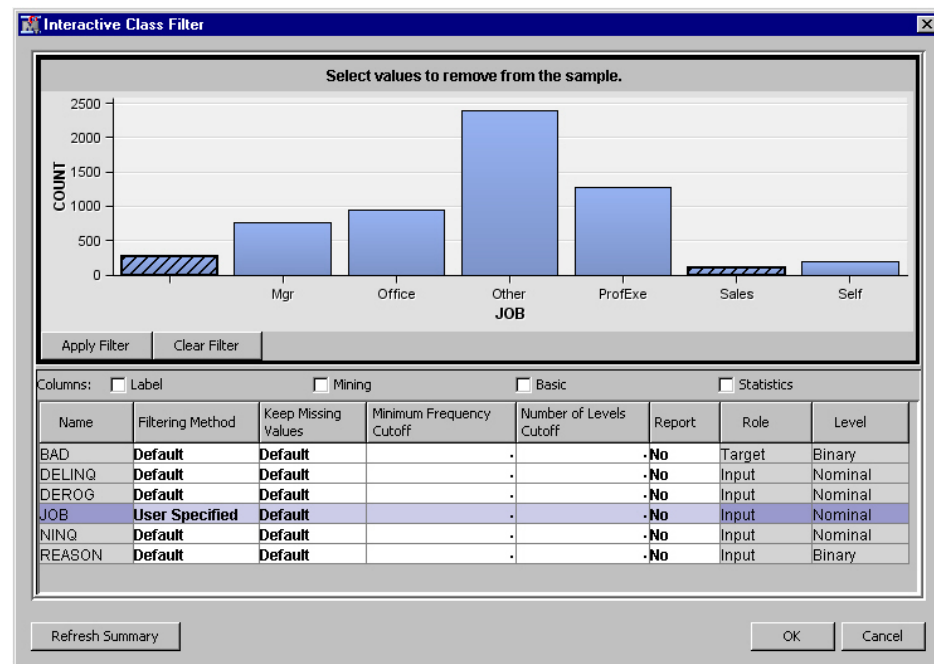 Interactive Class Filter
Select values to remove from the sample.
2500
2000
1500
1000
500
0
COUNT
Mgr Office Other ProfExe Sales Self
JOB
Apply Filter Clear Filter
Columns: Label Mining Basic Statistics
Name Filtering Method Keep Missing Values Minimum Frequency Cutoff Number of Levels Cutoff Report Role Level
BAD Default Default . . No Target Binary
DELINQ Default Default . . No Input Nominal
DEROG Default Default . . No Input Nominal
JOB User Specified Default . . No Input Nominal
NINQ Default Default . . No Input Nominal
REASON Default Default . . No Input Binary
Refresh Summary OK Cancel